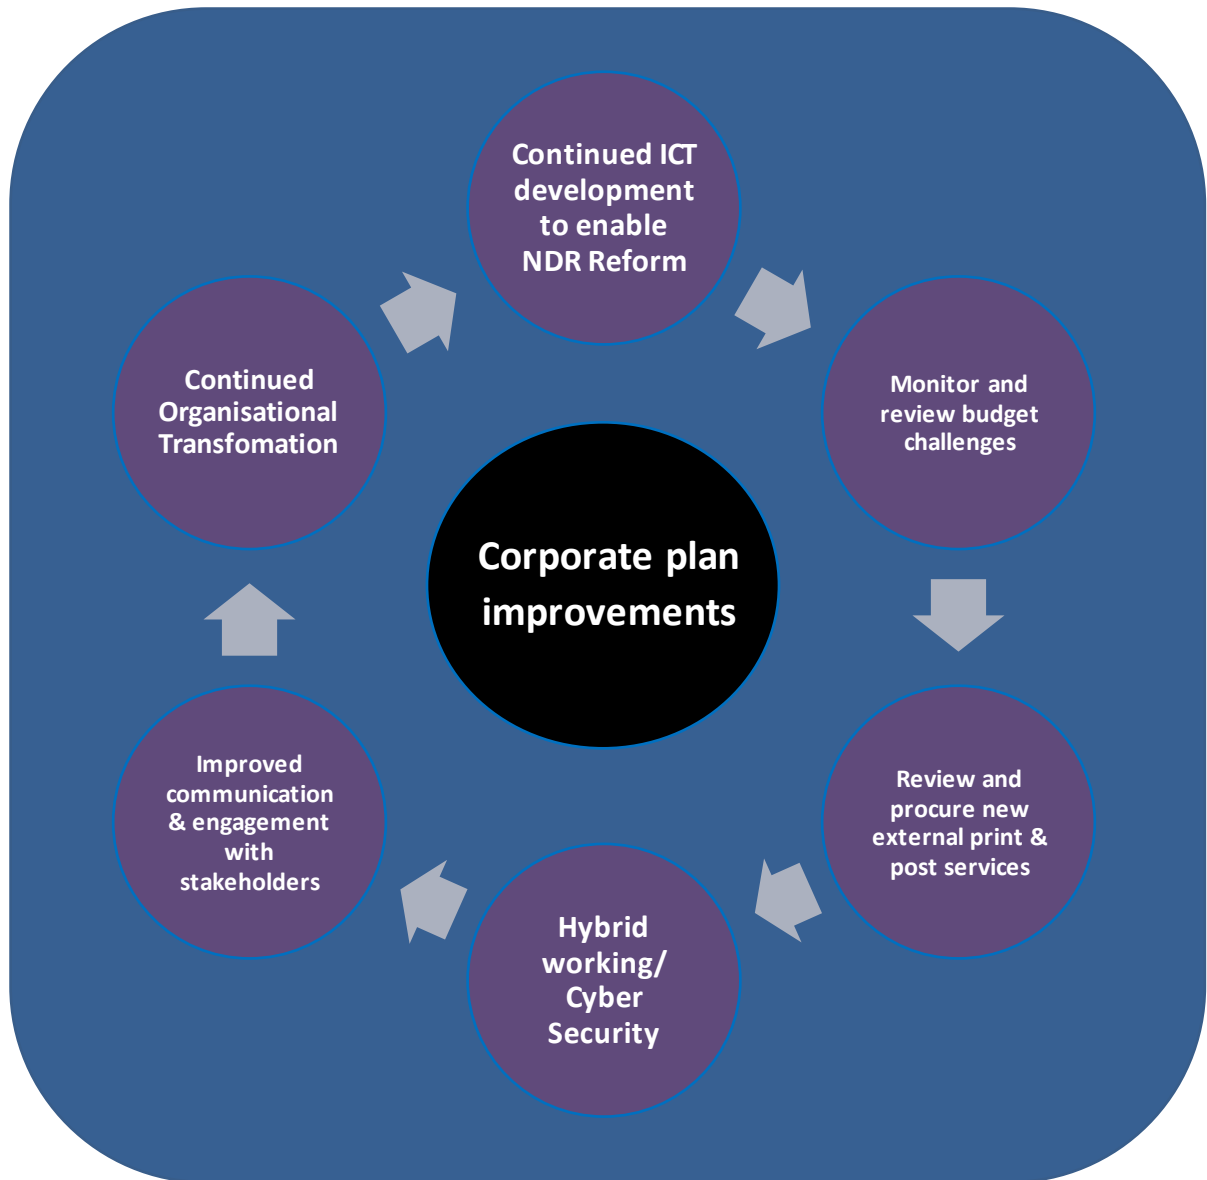 Continued ICT
development
to enable
NDR Reform
Monitor and
review budget
challenges
Review and
procure new
external print &
post services
Hybrid
working/
Cyber
Security
Improved
communication
& engagement
with
stakeholders
Continued
Organisational
Transfomation
Corporate plan
improvements